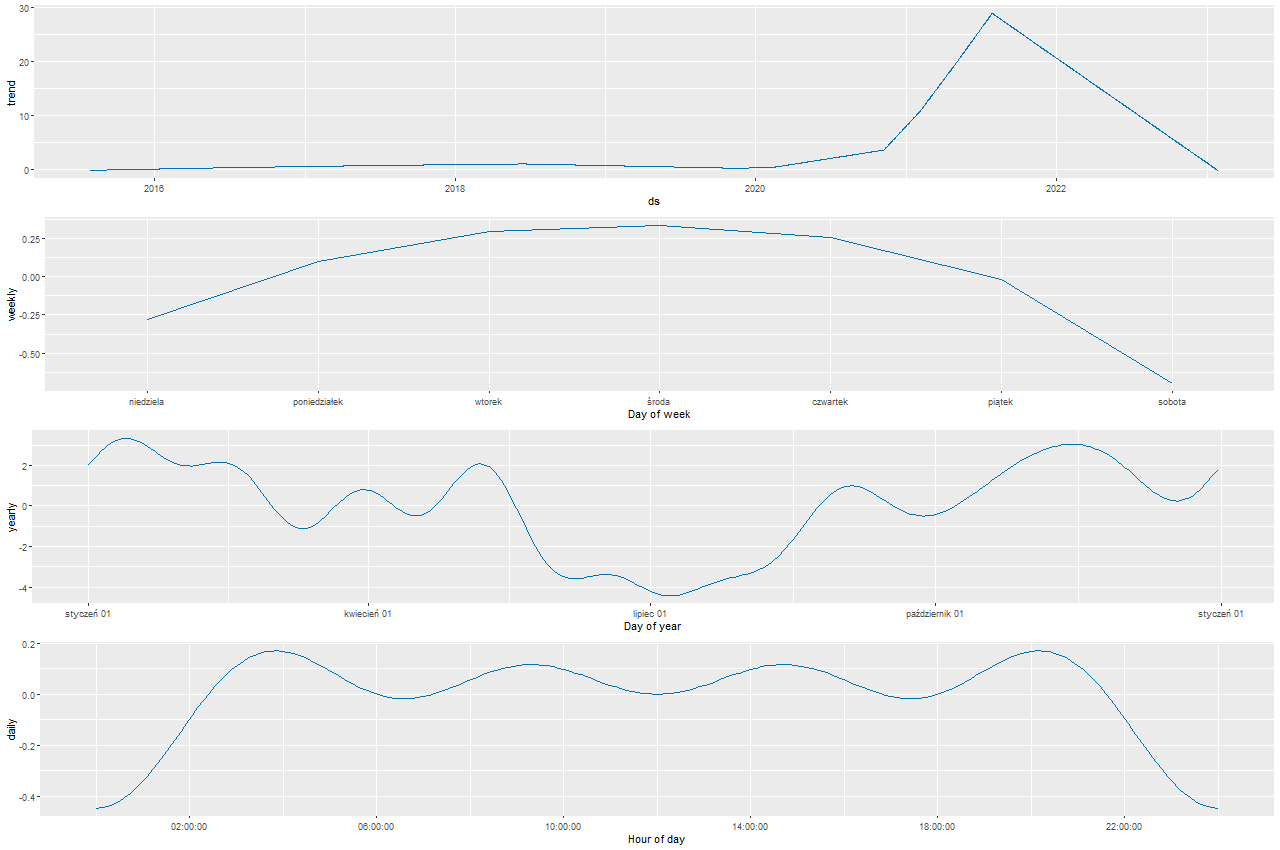 30
20
10
0
trend
2016 2018 2020 2022
ds
0.25
0.00
-0.25
-0.50
weekly
niedziela poniedziałek wtorek środa czwartek piątek sobota
Day of week
2
0
-2
-4
yearly
styczeń 01 kwiecień 01 lipiec 01 październik 01 styczeń 01
Day of year
0.2
0.0
-0.2
-0.4
daily
02:00:00 06:00:00 10:00:00 14:00:00 18:00:00 22:00:00
Hour of day